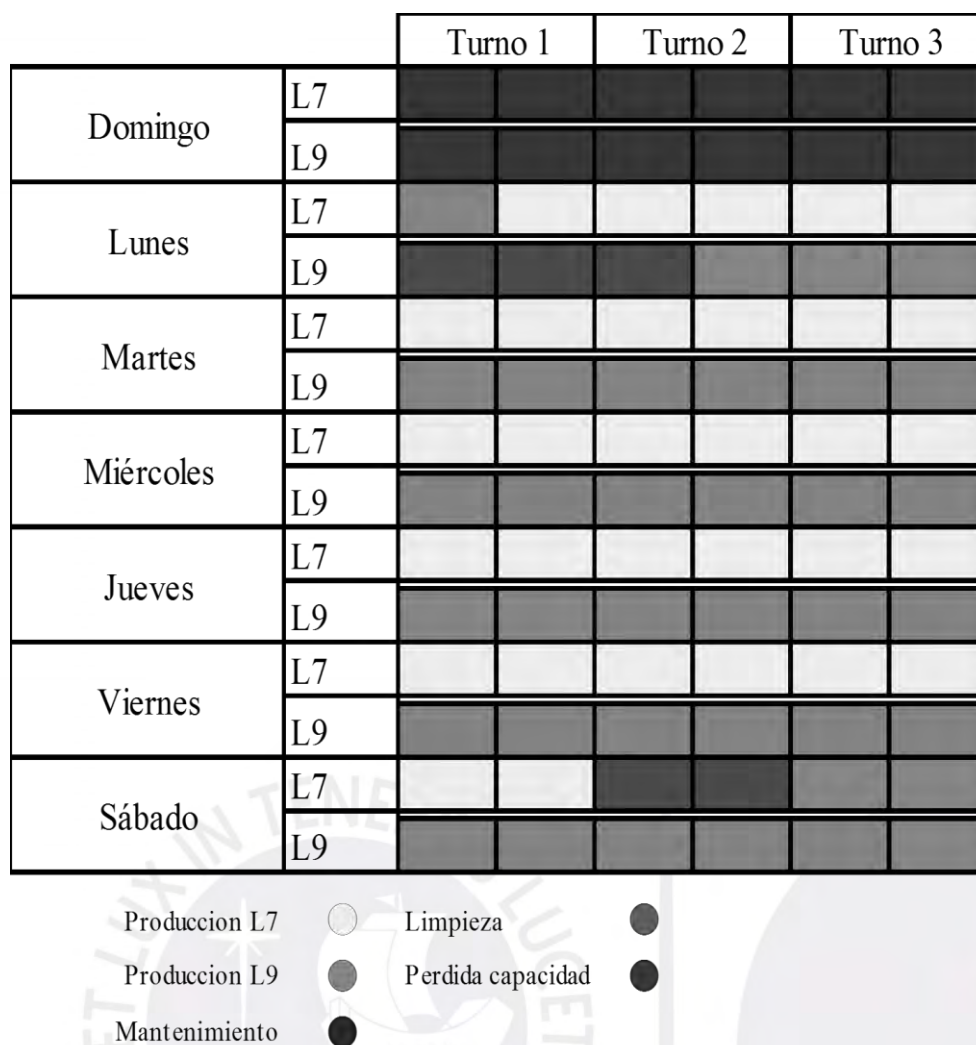 Turno 1 Turno 2 Turno 3
Domingo
L7
L9
Lunes
L7
L9
Martes
L7
L9
Miércoles
L7
L9
Jueves
L7
L9
Viernes
L7
L9
Sábado
L7
L9
Produccion L7 Limpieza
Produccion L9 Perdida capacidad
Mantenimiento